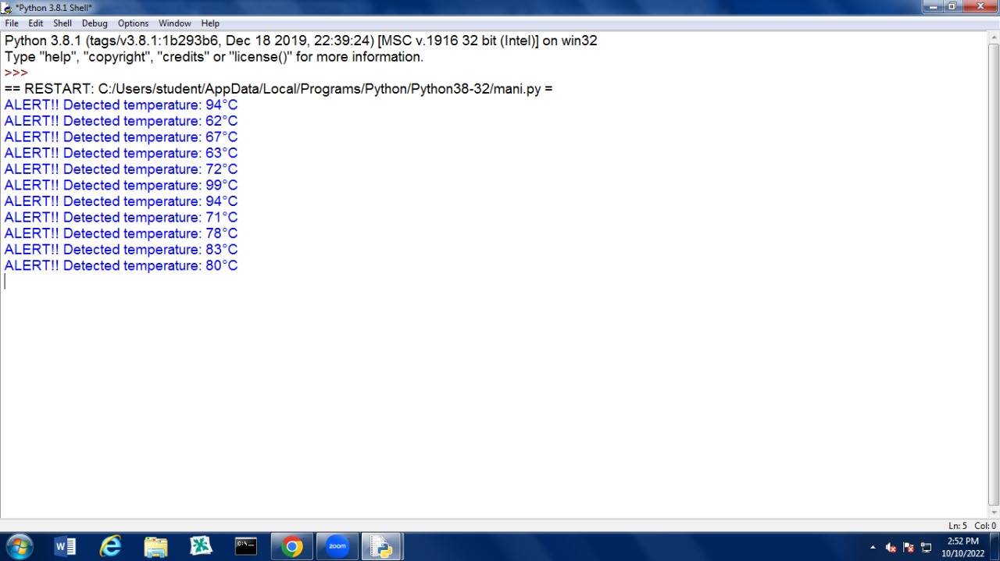 *Python 3.8.1 Shell*
File Edit Shell Debug Options Window Help
Python 3.8.1 (tags/v3.8.1:1b293b6, Dec 18 2019, 22:39:24) [MSC v.1916 32 bit (Intel)] on win32
Type "help", "copyright", "credits" or "license()" for more information.
>>>
== RESTART: C:/Users/student/AppData/Local/Programs/Python/Python38-32/mani.py =
ALERT!! Detected temperature: 94°C
ALERT!! Detected temperature: 62°C
ALERT!! Detected temperature: 67°C
ALERT!! Detected temperature: 63°C
ALERT!! Detected temperature: 72°C
ALERT!! Detected temperature: 99°C
ALERT!! Detected temperature: 94°C
ALERT!! Detected temperature: 71°C
ALERT!! Detected temperature: 78°C
ALERT!! Detected temperature: 83°C
ALERT!! Detected temperature: 80°C
Ln: 5 Col: 0
zoom
2:52 PM
10/10/2022